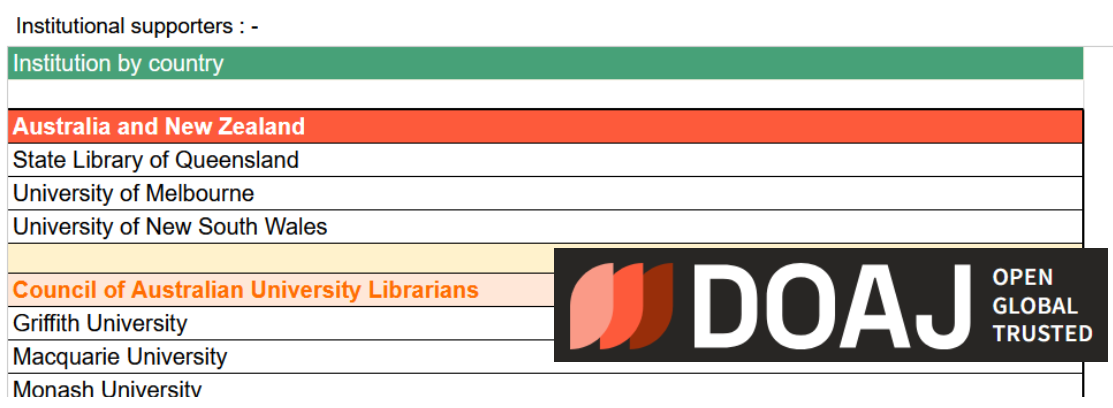 Institutional supporters : -
Institution by country
Australia and New Zealand
State Library of Queensland
University of Melbourne
University of New South Wales
Council of Australian University Librarians
Griffith University
Macquarie University
Monash University
DOAJ
OPEN
GLOBAL
TRUSTED